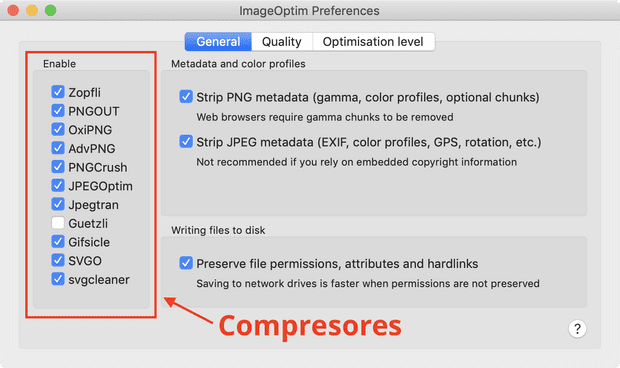 ImageOptim Preferences
General Quality Optimisation level
Enable
Zopfli
PNGOUT
OxiPNG
AdvPNG
PNGCrush
JPEGOptim
Jpegtran
Guetzli
Gifsicle
SVGO
svgcleaner
Metadata and color profiles
Strip PNG metadata (gamma, color profiles, optional chunks)
Web browsers require gamma chunks to be removed
Strip JPEG metadata (EXIF, color profiles, GPS, rotation, etc.)
Not recommended if you rely on embedded copyright information
Writing files to disk
Preserve file permissions, attributes and hardlinks
Saving to network drives is faster when permissions are not preserved
Compresores
?